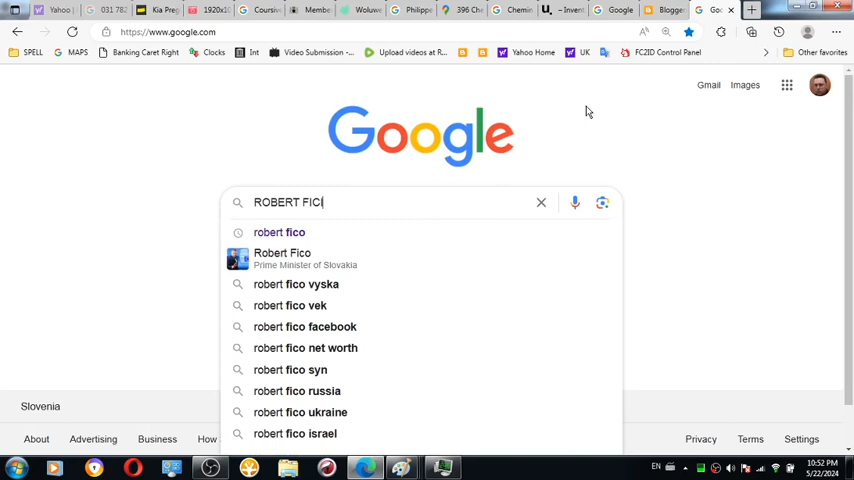 Yahoo |
031 782
Kia Preg
1920x10
Coursiv
Membe
Woluwe
Philippe
396 Che
Chemin
– Invent
Google
Blogger
Goo
https://www.google.com
SPELL
MAPS
Banking Caret Right
Clocks
Int
Video Submission -...
Upload videos at R...
Yahoo Home
UK
FC2ID Control Panel
Other favorites
Gmail
Images
Google
ROBERT FICI
robert fico
Robert Fico
Prime Minister of Slovakia
robert fico vyska
robert fico vek
robert fico facebook
robert fico net worth
robert fico syn
robert fico russia
robert fico ukraine
robert fico israel
Slovenia
About
Advertising
Business
How
Privacy
Terms
Settings
EN
10:52 PM
5/22/2024